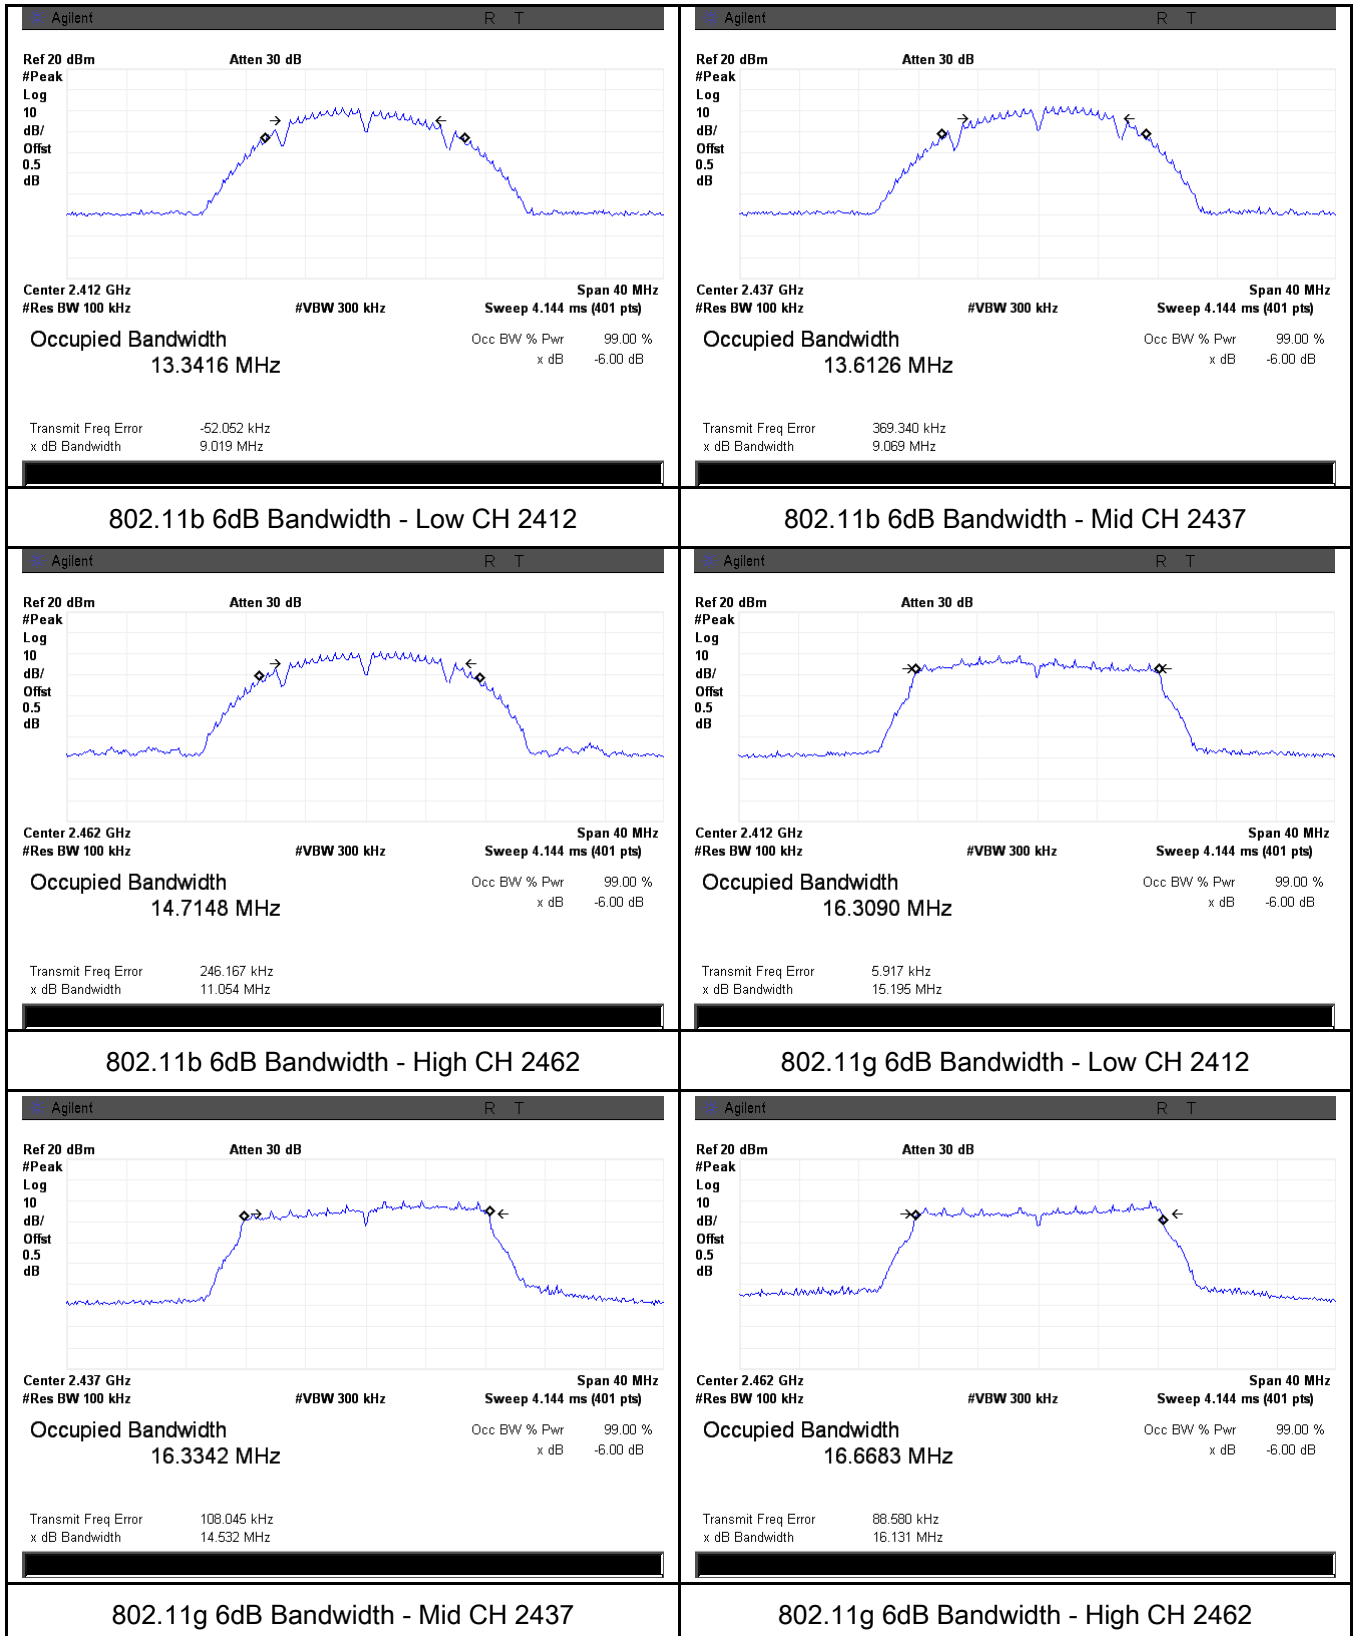 Agilent R T
Ref 20 dBm Atten 30 dB
#Peak
Log
10
dB/
Offst
0.5
dB
Center 2.412 GHz Span 40 MHz
#Res BW 100 kHz #VBW 300 kHz Sweep 4.144 ms (401 pts)
Occupied Bandwidth Occ BW % Pwr 99.00 %
13.3416 MHz x dB -6.00 dB
Transmit Freq Error -52.052 kHz
x dB Bandwidth 9.019 MHz
802.11b 6dB Bandwidth - Low CH 2412
Agilent R T
Ref 20 dBm Atten 30 dB
#Peak
Log
10
dB/
Offst
0.5
dB
Center 2.437 GHz Span 40 MHz
#Res BW 100 kHz #VBW 300 kHz Sweep 4.144 ms (401 pts)
Occupied Bandwidth Occ BW % Pwr 99.00 %
13.6126 MHz x dB -6.00 dB
Transmit Freq Error 369.340 kHz
x dB Bandwidth 9.069 MHz
802.11b 6dB Bandwidth - Mid CH 2437
Agilent R T
Ref 20 dBm Atten 30 dB
#Peak
Log
10
dB/
Offst
0.5
dB
Center 2.462 GHz Span 40 MHz
#Res BW 100 kHz #VBW 300 kHz Sweep 4.144 ms (401 pts)
Occupied Bandwidth Occ BW % Pwr 99.00 %
14.7148 MHz x dB -6.00 dB
Transmit Freq Error 246.167 kHz
x dB Bandwidth 11.054 MHz
802.11b 6dB Bandwidth - High CH 2462
Agilent R T
Ref 20 dBm Atten 30 dB
#Peak
Log
10
dB/
Offst
0.5
dB
Center 2.412 GHz Span 40 MHz
#Res BW 100 kHz #VBW 300 kHz Sweep 4.144 ms (401 pts)
Occupied Bandwidth Occ BW % Pwr 99.00 %
16.3090 MHz x dB -6.00 dB
Transmit Freq Error 5.917 kHz
x dB Bandwidth 15.195 MHz
802.11g 6dB Bandwidth - Low CH 2412
Agilent R T
Ref 20 dBm Atten 30 dB
#Peak
Log
10
dB/
Offst
0.5
dB
Center 2.437 GHz Span 40 MHz
#Res BW 100 kHz #VBW 300 kHz Sweep 4.144 ms (401 pts)
Occupied Bandwidth Occ BW % Pwr 99.00 %
16.3342 MHz x dB -6.00 dB
Transmit Freq Error 108.045 kHz
x dB Bandwidth 14.532 MHz
802.11g 6dB Bandwidth - Mid CH 2437
Agilent R T
Ref 20 dBm Atten 30 dB
#Peak
Log
10
dB/
Offst
0.5
dB
Center 2.462 GHz Span 40 MHz
#Res BW 100 kHz #VBW 300 kHz Sweep 4.144 ms (401 pts)
Occupied Bandwidth Occ BW % Pwr 99.00 %
16.6683 MHz x dB -6.00 dB
Transmit Freq Error 88.580 kHz
x dB Bandwidth 16.131 MHz
802.11g 6dB Bandwidth - High CH 2462